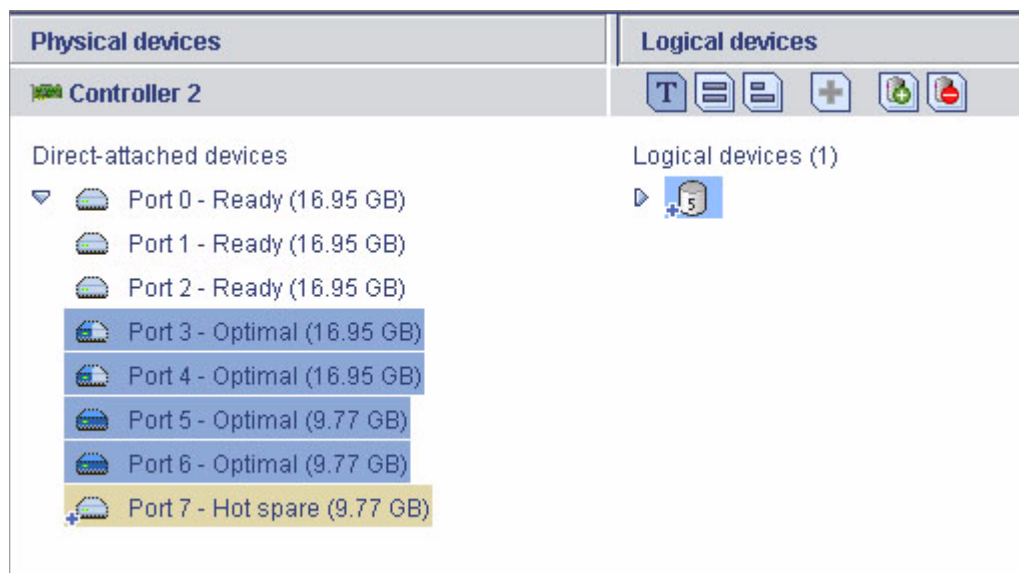 Physical devices
Logical devices
Controller 2
T
Direct-attached devices
Logical devices (1)
Port 0 - Ready (16.95 GB)
5
Port 1 - Ready (16.95 GB)
Port 2 - Ready (16.95 GB)
Port 3 - Optimal (16.95 GB)
Port 4 - Optimal (16.95 GB)
Port 5 - Optimal (9.77 GB)
Port 6 - Optimal (9.77 GB)
Port 7 - Hot spare (9.77 GB)